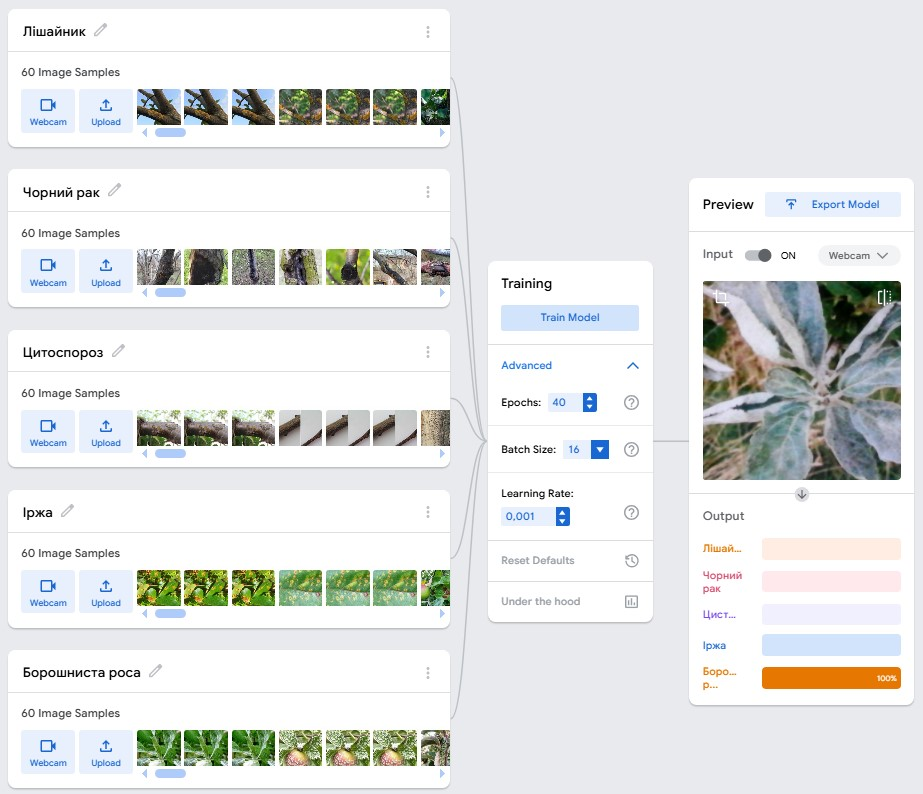 Лішайник
60 Image Samples
Webcam
Upload
Чорний рак
60 Image Samples
Webcam
Upload
Цитоспороз
60 Image Samples
Webcam
Upload
Іржа
60 Image Samples
Webcam
Upload
Борошниста роса
60 Image Samples
Webcam
Upload
Training
Train Model
Advanced
Epochs: 40
Batch Size: 16
Learning Rate:
0,001
Reset Defaults
Under the hood
Preview
Export Model
Input ON Webcam
Output
Лішай...
Чорний
рак
Цист...
Іржа
Боро...
р...
100%